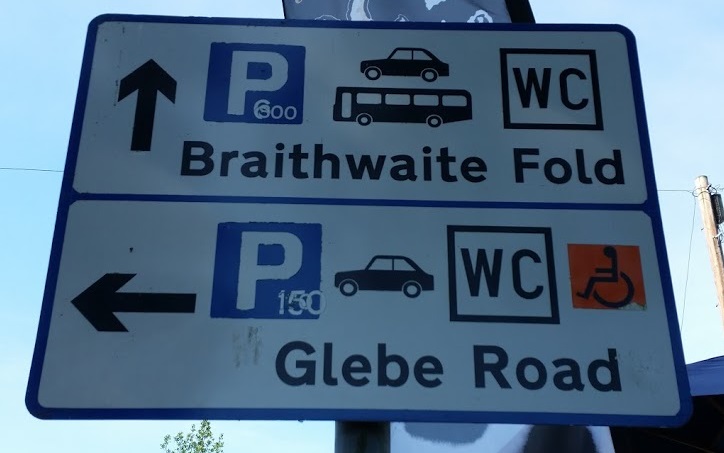 P 600 WC
Braithwaite Fold
P 150 WC
Glebe Road